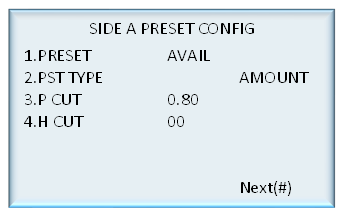 SIDE A PRESET CONFIG
1.PRESET AVAIL
2.PST TYPE AMOUNT
3.P CUT 0.80
4.H CUT 00
Next(#)